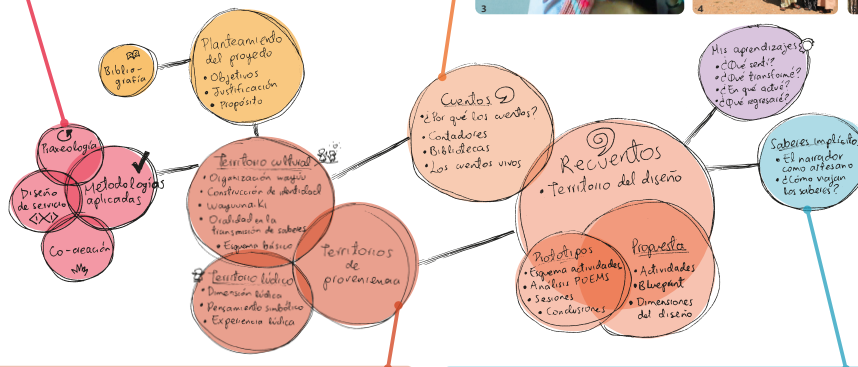 3
4
Biblio-
grafía
Planteamiento
del proyecto
• Objetivos
• Justificación
• Propósito
Praxeología
Metodologías
aplicadas
Diseño
de servicio
Co-creación
Territorio cultural
• Organización wayúu
• Construcción de identidad
• Wayuunaiki
• Oralidad en la
transmisión de saberes
• Esquema básico
Territorio lúdico
• Dimensión lúdica
• Pensamiento simbólico
• Experiencia lúdica
Territorios
de
proveniencia
Cuentos
• ¿Por qué los cuentos?
• Contadores
• Bibliotecas
• Los cuentos vivos
Recuentos
• Territorio del diseño
Prototipos
• Esquema actividades
• Análisis POEMS
• Sesiones
• Conclusiones
Propuesta
• Actividades
• Blueprint
• Dimensiones
del diseño
Mis aprendizajes
• ¿Qué sentí?
• ¿Qué transformé?
• ¿En qué actué?
• ¿Qué regresaré?
Saberes Implícitos
• El narrador
como artesano
• ¿Cómo viajan
los saberes?